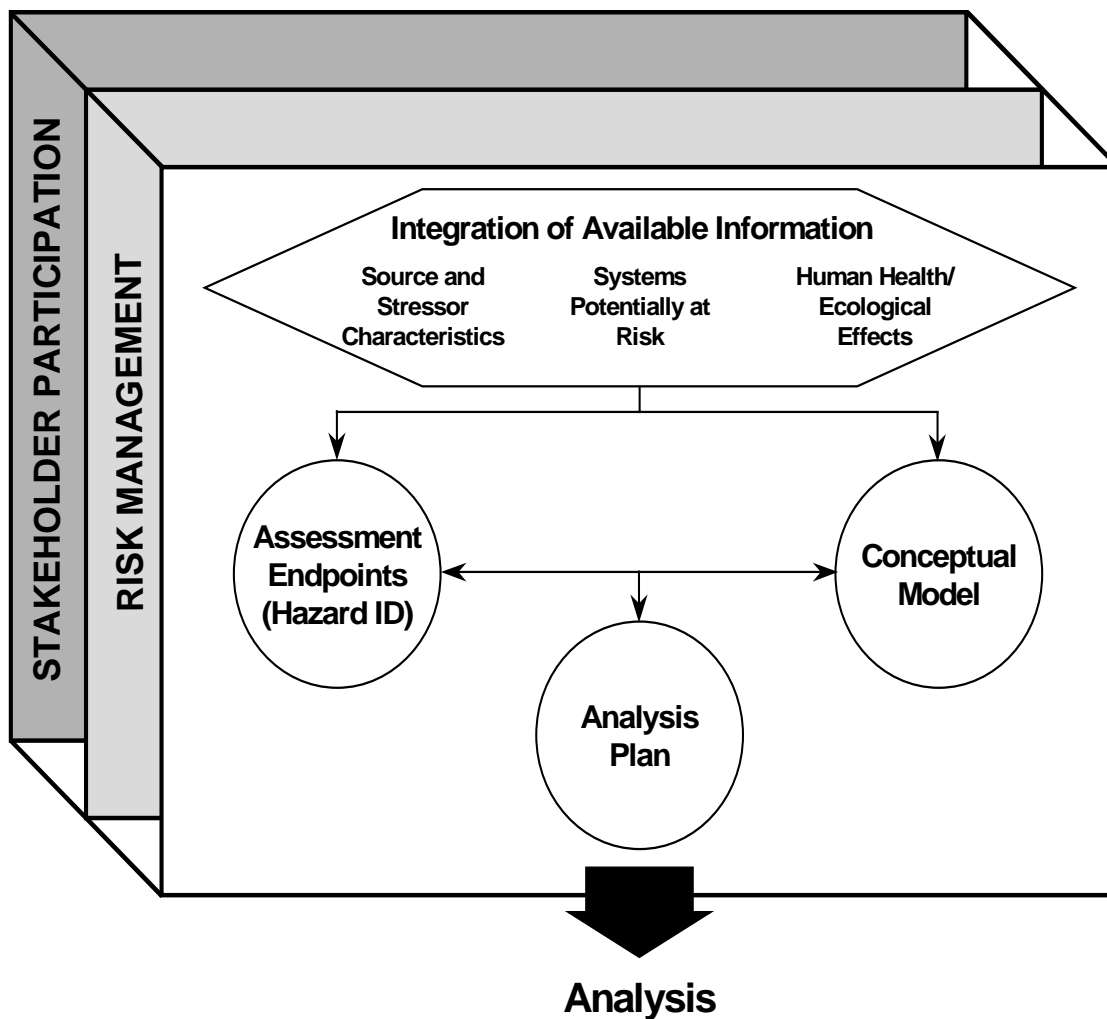 STAKEHOLDER PARTICIPATION
RISK MANAGEMENT
Integration of Available Information
Source and
Stressor
Characteristics
Systems
Potentially at
Risk
Human Health/
Ecological
Effects
Assessment
Endpoints
(Hazard ID)
Conceptual
Model
Analysis
Plan
Analysis